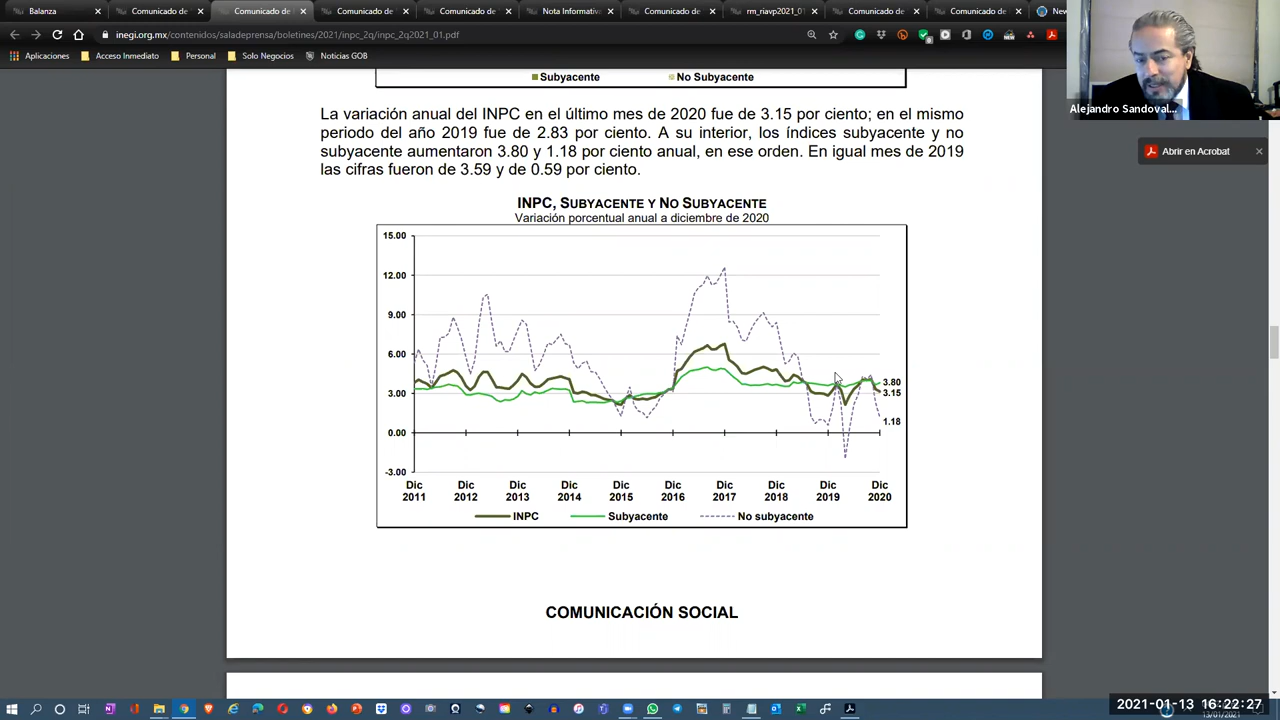 Balanza
Comunicado de
Comunicado de
Comunicado de
Comunicado de
Nota Informativ
Comunicado de
rm_riavp2021_01
Comunicado de
Comunicado de
New
inegi.org.mx/contenidos/saladeprensa/boletines/2021/inpc_2q/inpc_2q2021_01.pdf
Aplicaciones
Acceso Inmediato
Personal
Solo Negocios
Noticias GOB
Alejandro Sandoval...
Abrir en Acrobat
Subyacente
No Subyacente
La variación anual del INPC en el último mes de 2020 fue de 3.15 por ciento; en el mismo
periodo del año 2019 fue de 2.83 por ciento. A su interior, los índices subyacente y no
subyacente aumentaron 3.80 y 1.18 por ciento anual, en ese orden. En igual mes de 2019
las cifras fueron de 3.59 y de 0.59 por ciento.
INPC, SUBYACENTE Y NO SUBYACENTE
Variación porcentual anual a diciembre de 2020
15.00
12.00
9.00
6.00
3.00
0.00
-3.00
3.80
3.15
1.18
Dic Dic Dic Dic Dic Dic Dic Dic Dic Dic
2011 2012 2013 2014 2015 2016 2017 2018 2019 2020
INPC
Subyacente
No subyacente
COMUNICACIÓN SOCIAL
2021-01-13 16:22:27
13/01/2021